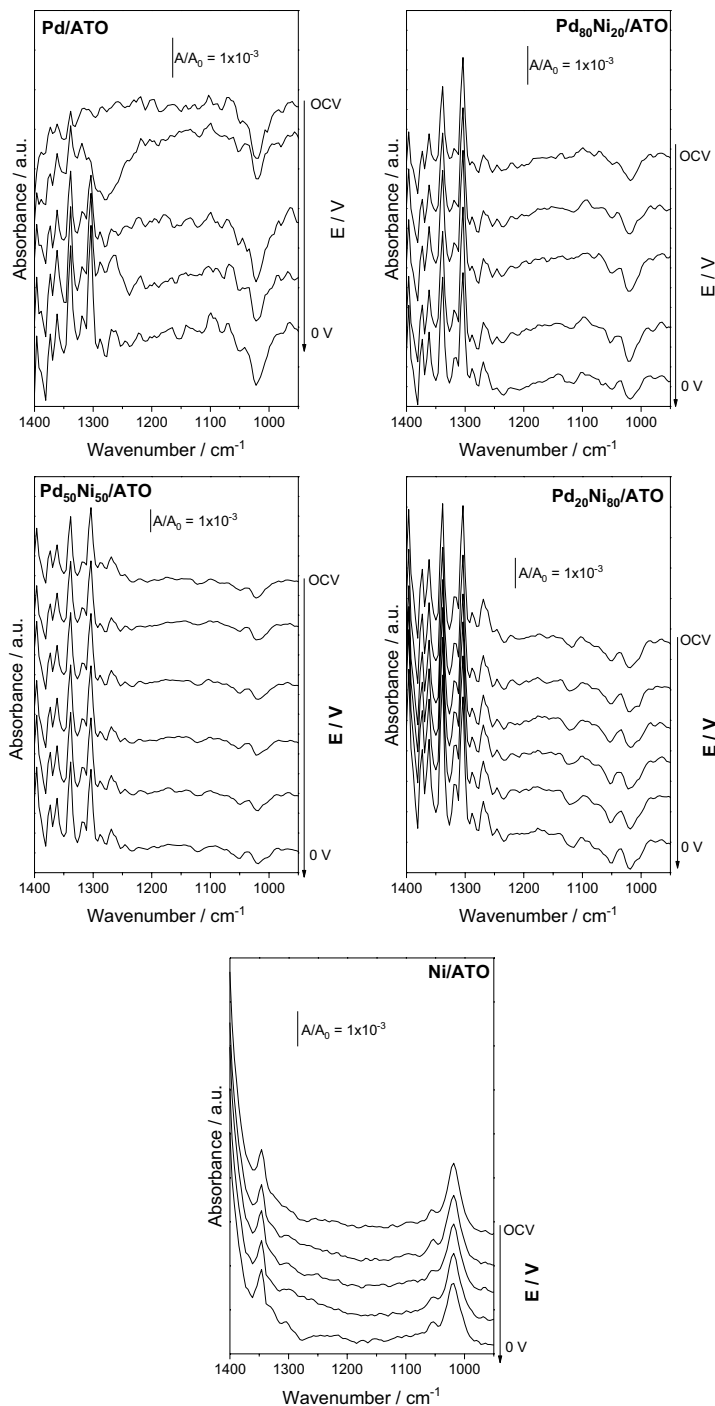 Pd/ATO
A/A₀ = 1x10⁻³
OCV
E / V
0 V
Absorbance / a.u.
1400 1300 1200 1100 1000
Wavenumber / cm⁻¹
Pd₈₀Ni₂₀/ATO
A/A₀ = 1x10⁻³
OCV
E / V
0 V
Absorbance / a.u.
1400 1300 1200 1100 1000
Wavenumber / cm⁻¹
Pd₅₀Ni₅₀/ATO
A/A₀ = 1x10⁻³
OCV
E / V
0 V
Absorbance / a.u.
1400 1300 1200 1100 1000
Wavenumber / cm⁻¹
Pd₂₀Ni₈₀/ATO
A/A₀ = 1x10⁻³
OCV
E / V
0 V
Absorbance / a.u.
1400 1300 1200 1100 1000
Wavenumber / cm⁻¹
Ni/ATO
A/A₀ = 1x10⁻³
OCV
E / V
0 V
Absorbance / a.u.
1400 1300 1200 1100 1000
Wavenumber / cm⁻¹